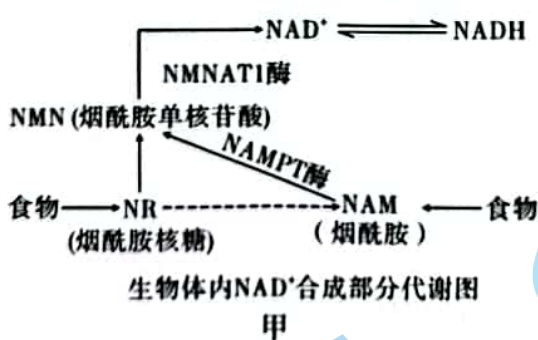 NAD⁺ NADH
NMNAT1酶
NMN (烟酰胺单核苷酸)
NAMPT酶
食物 NR NAM 食物
(烟酰胺核糖) (烟酰胺)
生物体内NAD⁺合成部分代谢图
甲